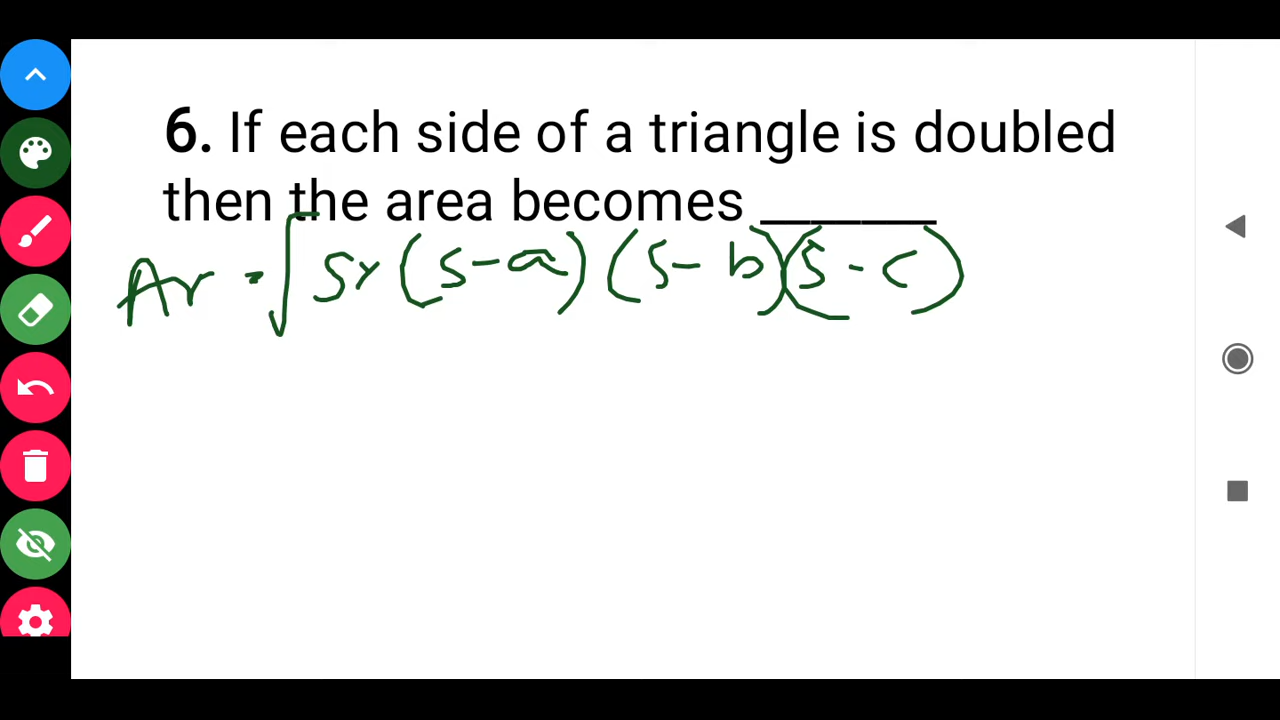 6. If each side of a triangle is doubled
then the area becomes ______
Ar = √S×(S-a)(S-b)(S-c)